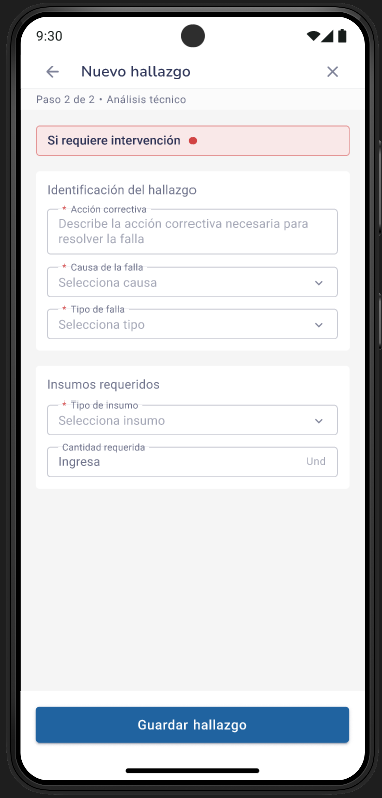 9:30
Nuevo hallazgo
Paso 2 de 2 • Análisis técnico
Si requiere intervención
Identificación del hallazgo
* Acción correctiva
Describe la acción correctiva necesaria para
resolver la falla
* Causa de la falla
Selecciona causa
* Tipo de falla
Selecciona tipo
Insumos requeridos
* Tipo de insumo
Selecciona insumo
Cantidad requerida
Ingresa Und
Guardar hallazgo